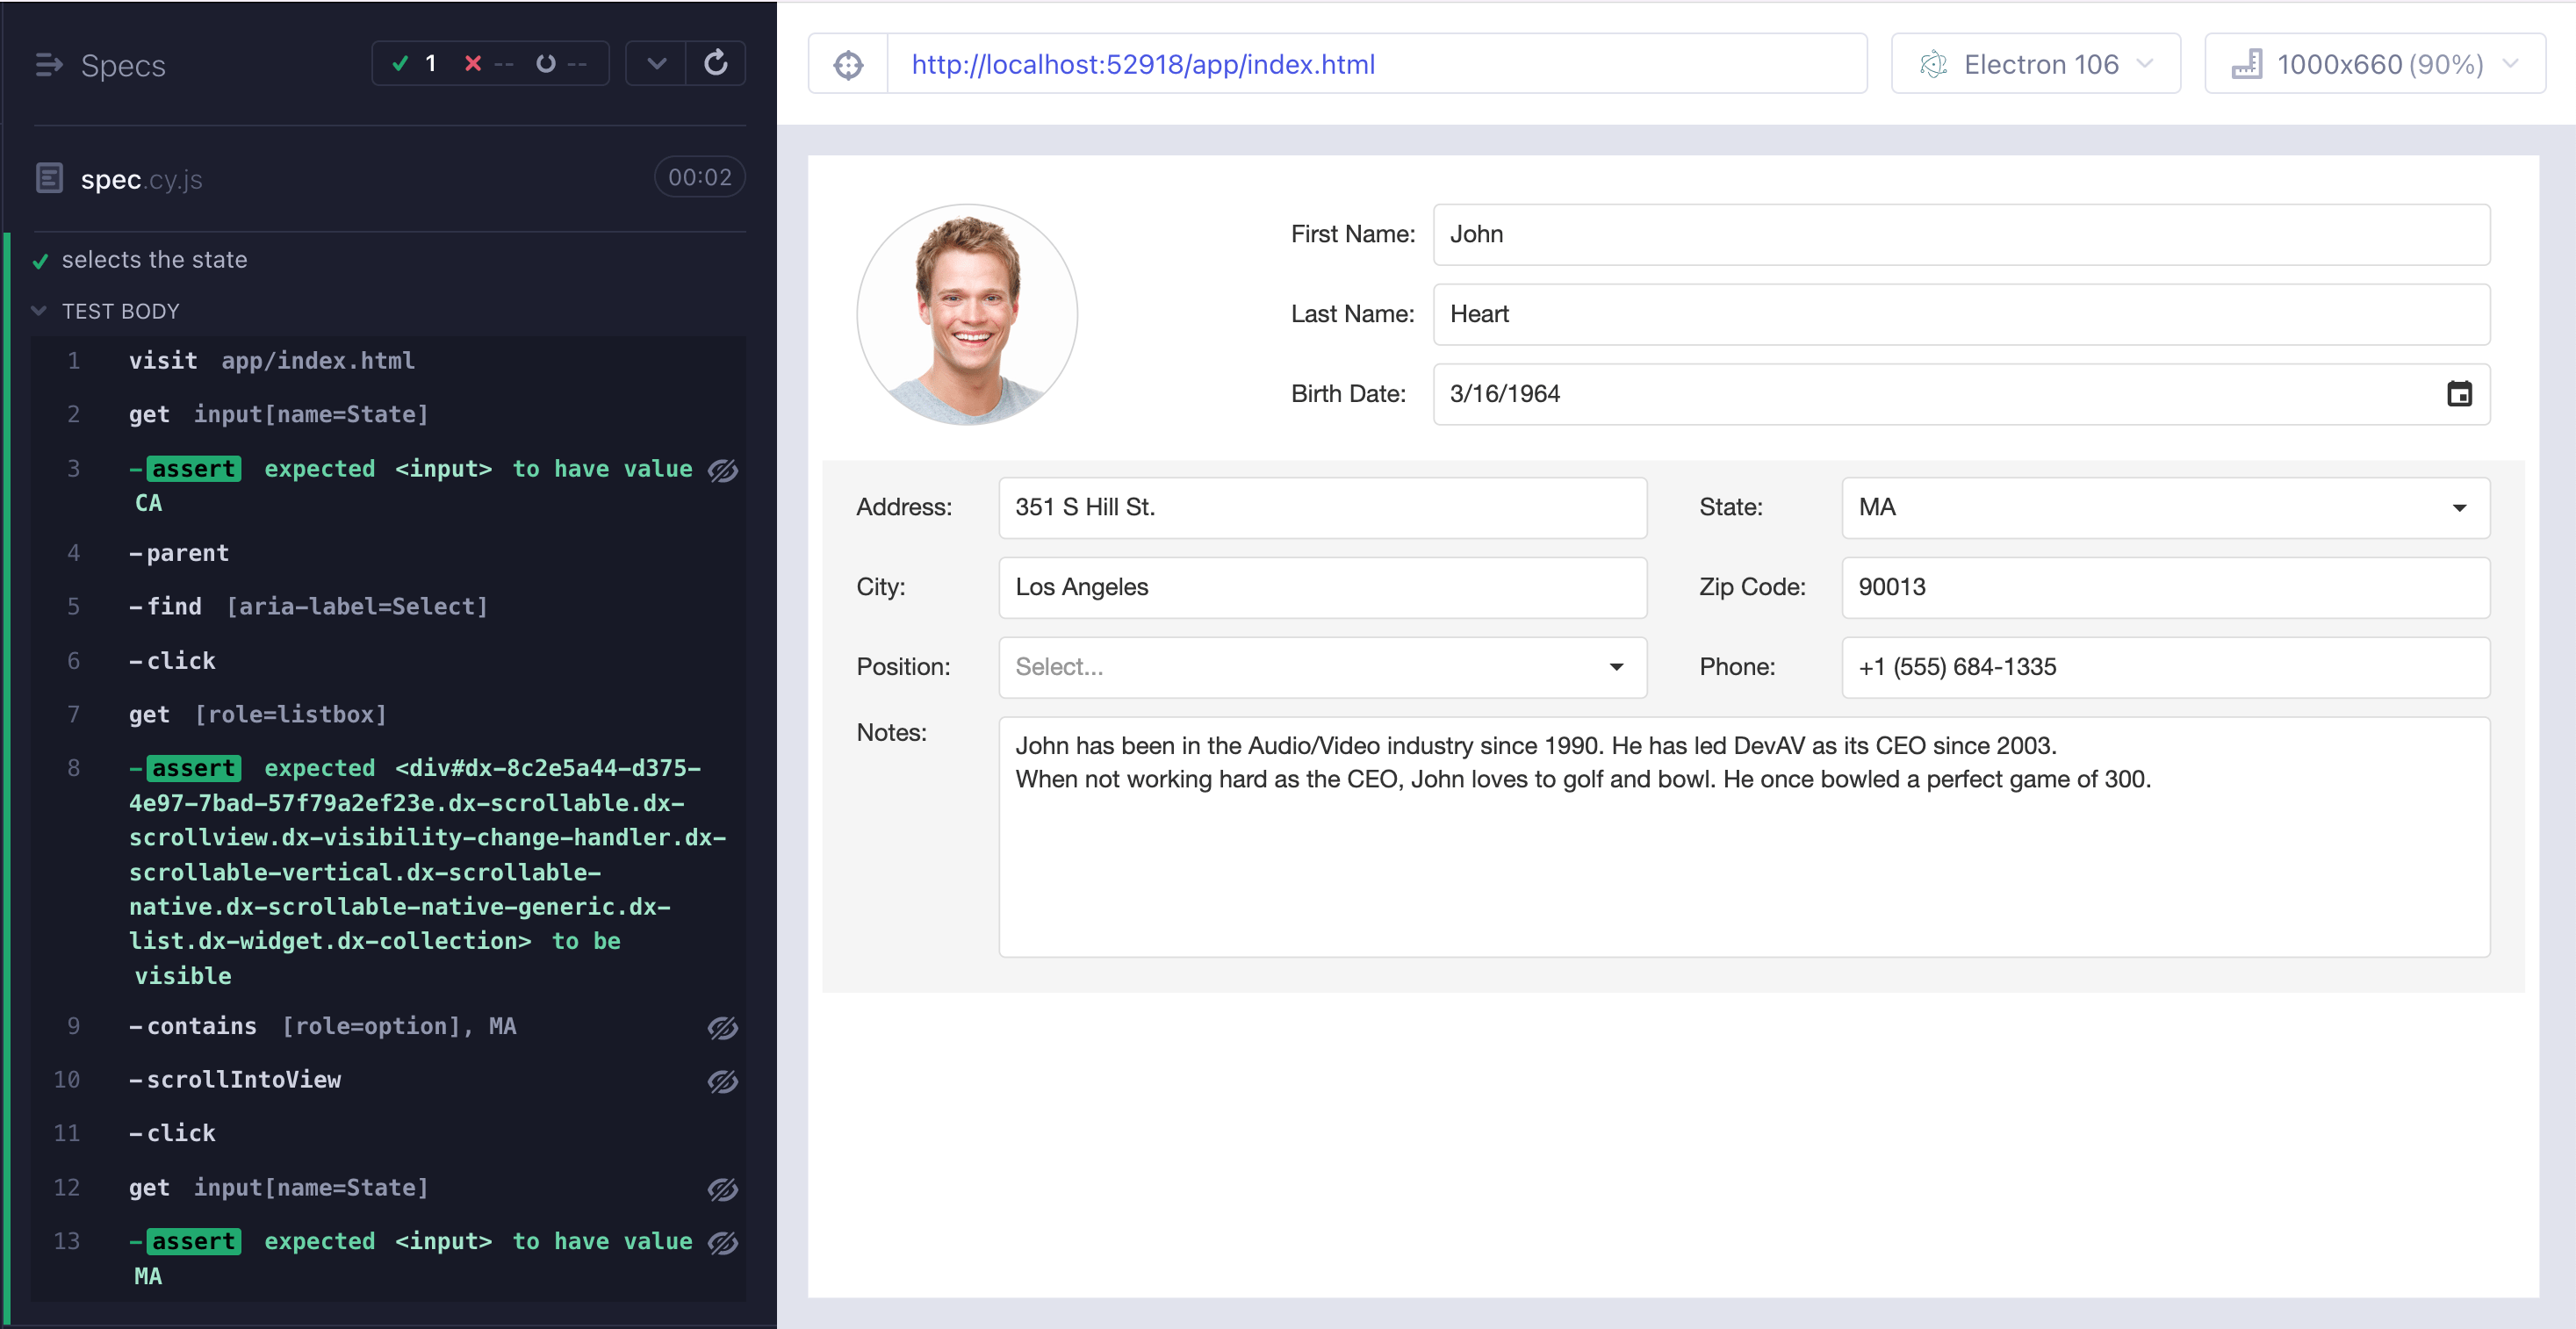 Specs
1 -- --
spec.cy.js 00:02
selects the state
TEST BODY
1 visit app/index.html
2 get input[name=State]
3 -assert expected <input> to have value
CA
4 -parent
5 -find [aria-label=Select]
6 -click
7 get [role=listbox]
8 -assert expected <div#dx-8c2e5a44-d375-
4e97-7bad-57f79a2ef23e.dx-scrollable.dx-
scrollview.dx-visibility-change-handler.dx-
scrollable-vertical.dx-scrollable-
native.dx-scrollable-native-generic.dx-
list.dx-widget.dx-collection> to be
visible
9 -contains [role=option], MA
10 -scrollIntoView
11 -click
12 get input[name=State]
13 -assert expected <input> to have value
MA
http://localhost:52918/app/index.html
Electron 106
1000x660 (90%)
First Name: John
Last Name: Heart
Birth Date: 3/16/1964
Address: 351 S Hill St.
State: MA
City: Los Angeles
Zip Code: 90013
Position: Select...
Phone: +1 (555) 684-1335
Notes:
John has been in the Audio/Video industry since 1990. He has led DevAV as its CEO since 2003.
When not working hard as the CEO, John loves to golf and bowl. He once bowled a perfect game of 300.